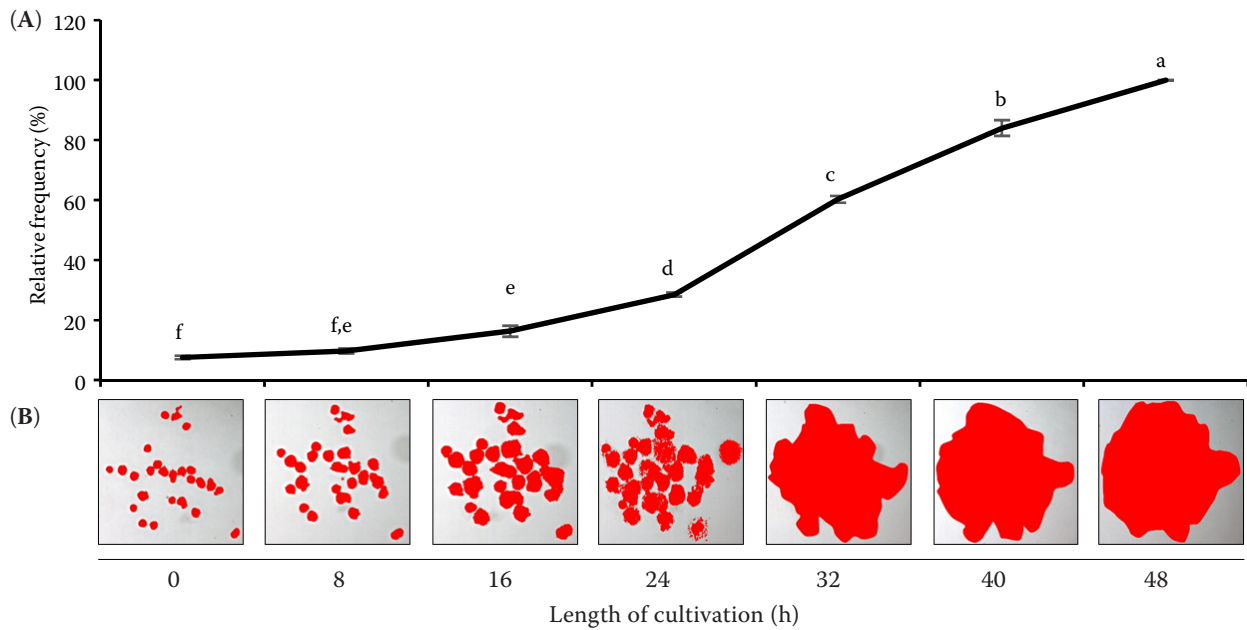 (A)
120
100
80
60
40
20
0
Relative frequency (%)
f
f,e
e
d
c
b
a
(B)
0 8 16 24 32 40 48
Length of cultivation (h)